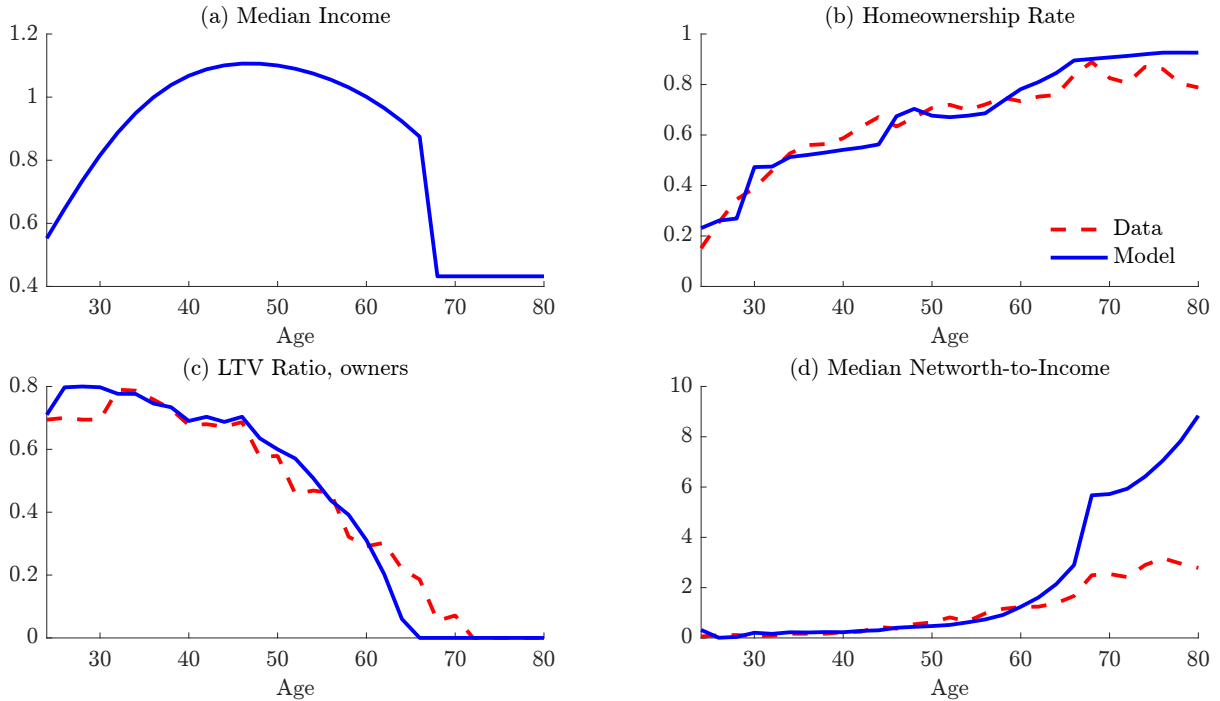 (a) Median Income
1.2
1
0.8
0.6
0.4
30 40 50 60 70 80
Age
(b) Homeownership Rate
1
0.8
0.6
0.4
0.2
0
Data
Model
30 40 50 60 70 80
Age
(c) LTV Ratio, owners
0.8
0.6
0.4
0.2
0
30 40 50 60 70 80
Age
(d) Median Networth-to-Income
10
8
6
4
2
0
30 40 50 60 70 80
Age